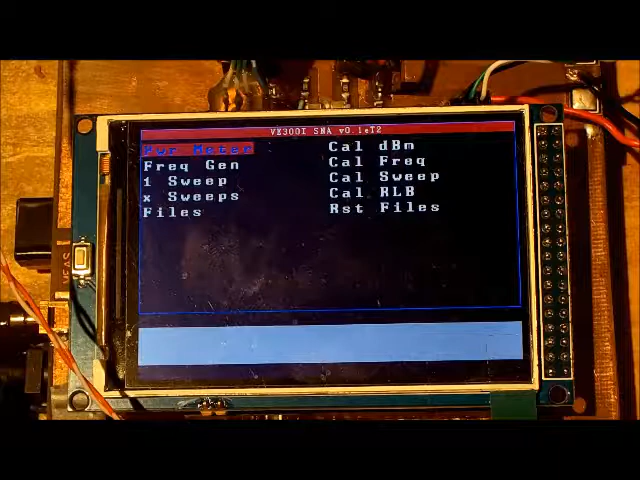 VE3OOI SNA v0.1eT2
Pwr Meter
Freq Gen
1 Sweep
x Sweeps
Files
Cal dBm
Cal Freq
Cal Sweep
Cal RLB
Rst Files